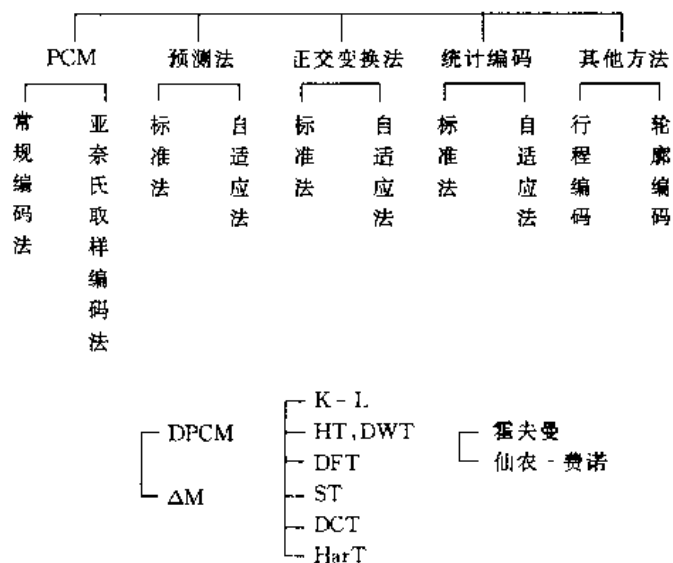 PCM 预测法 正交变换法 统计编码 其他方法
常规编码法 亚奈氏取样编码法 标准法 自适应法 标准法 自适应法 标准法 自适应法 行程编码 轮廓编码
K-L
DPCM HT,DWT 霍夫曼
DFT 仙农-费诺
ΔM ST
DCT
HarT